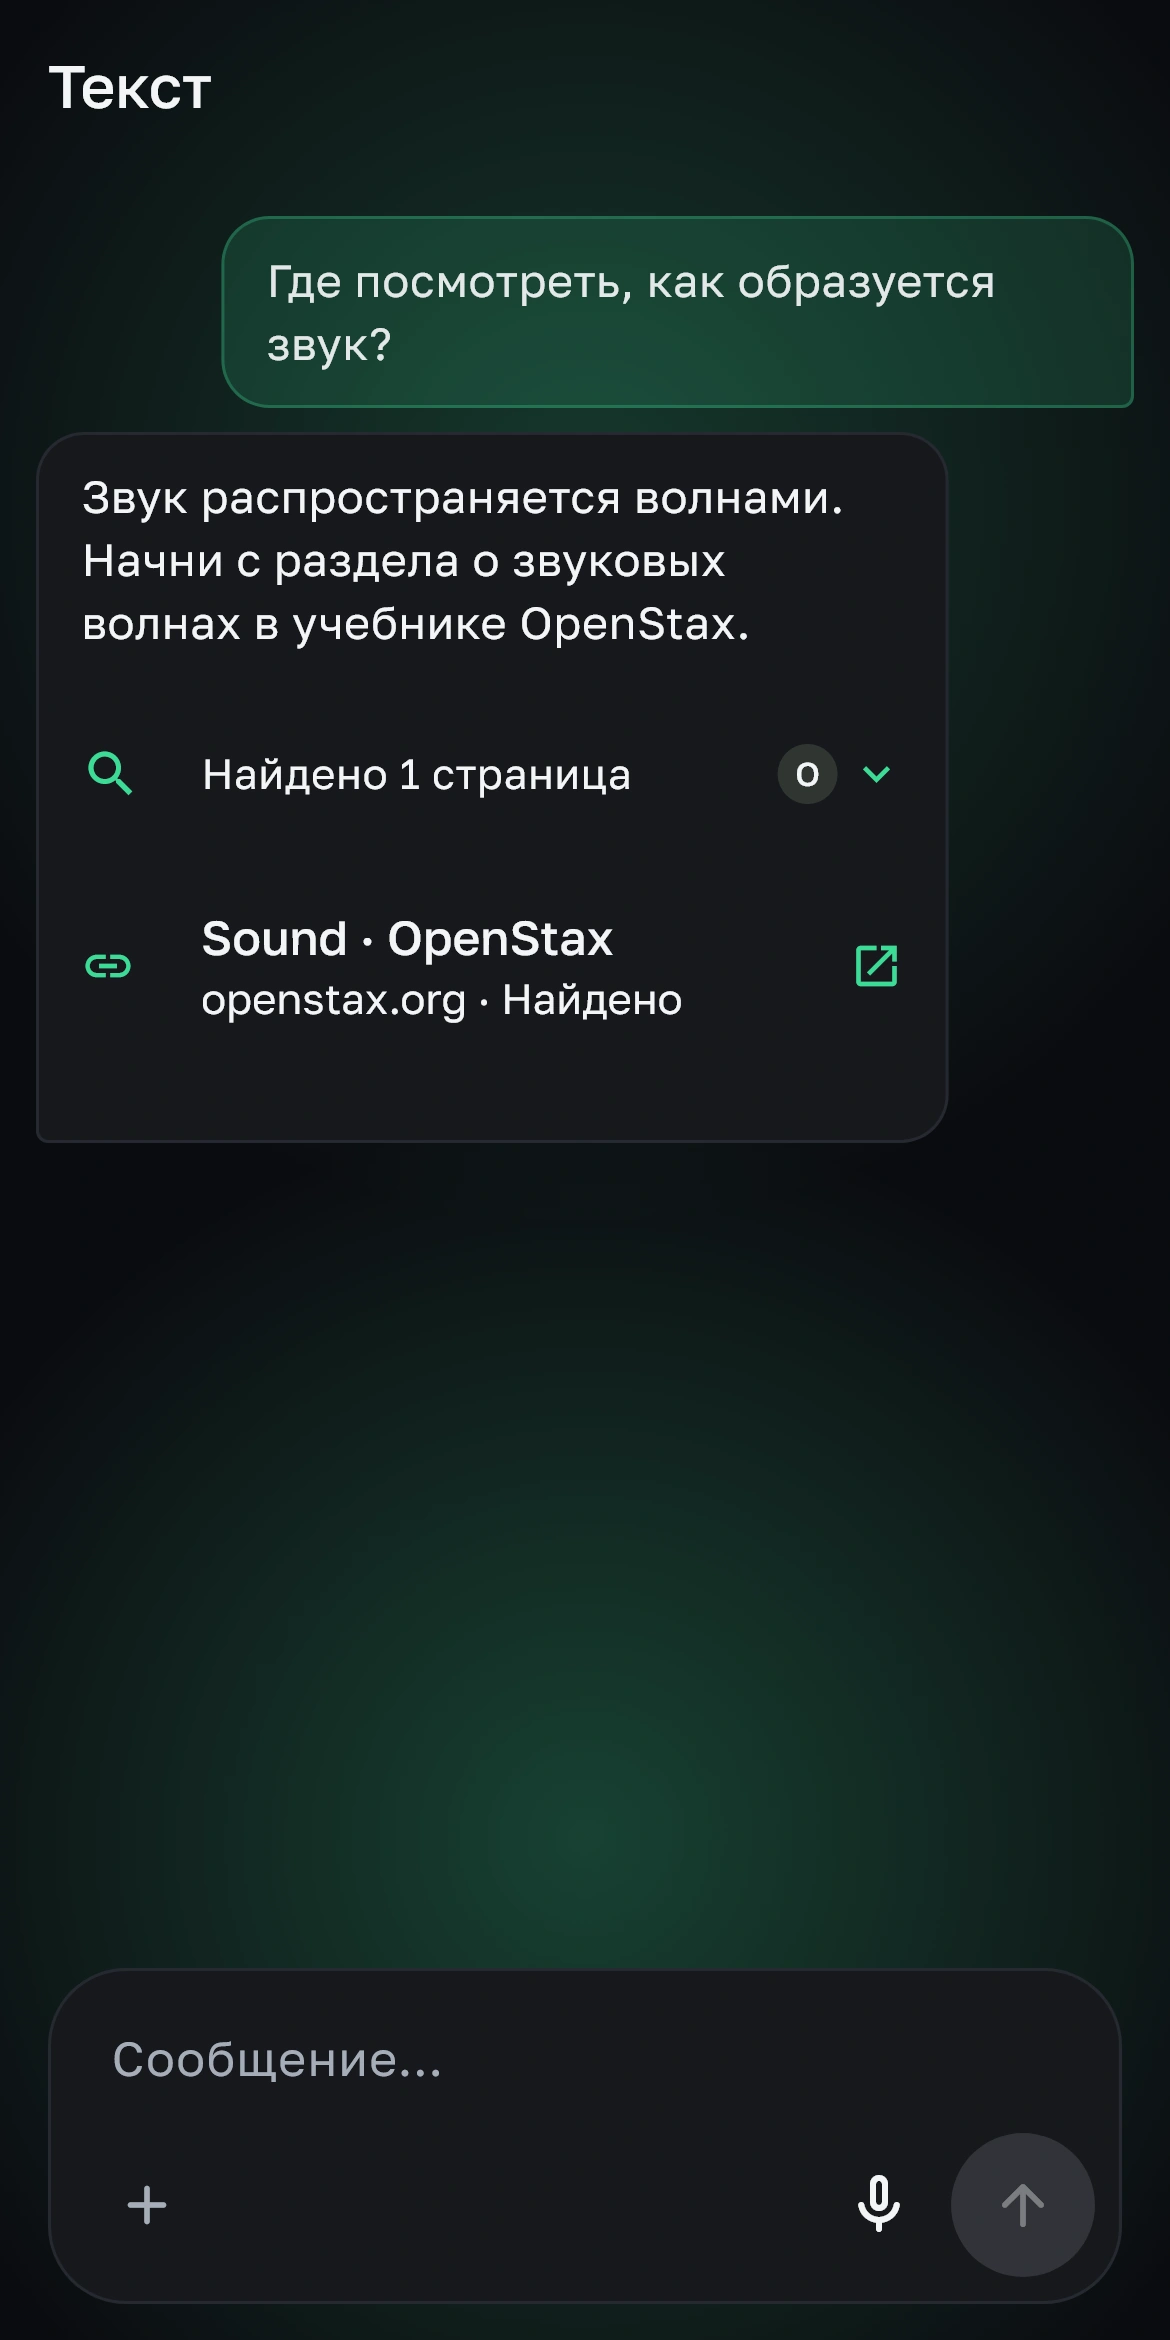 Текст
Где посмотреть, как образуется
звук?
Звук распространяется волнами.
Начни с раздела о звуковых
волнах в учебнике OpenStax.
Найдено 1 страница
O
Sound · OpenStax
openstax.org · Найдено
Сообщение...